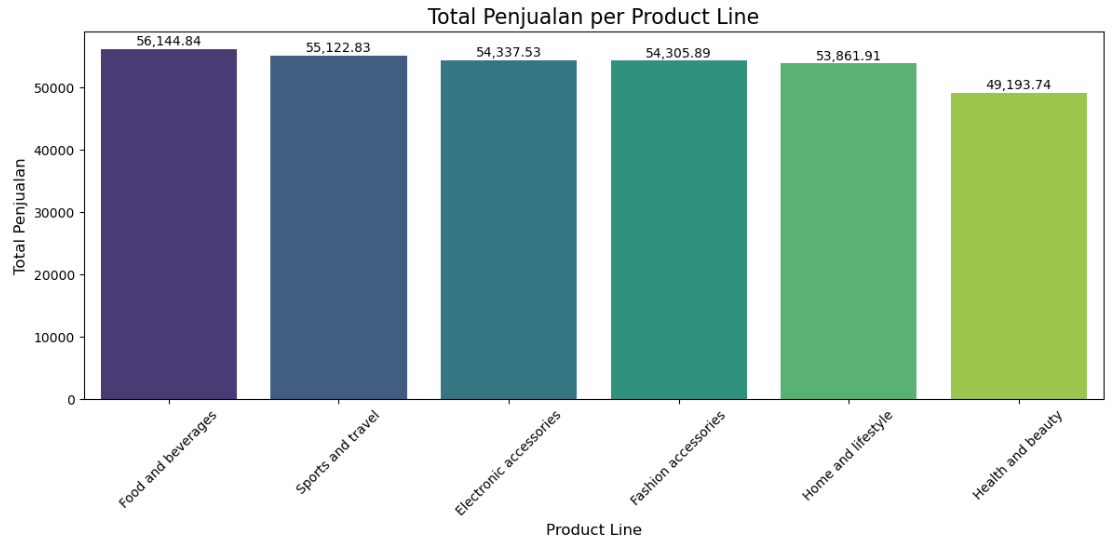 Total Penjualan per Product Line
56,144.84
55,122.83
54,337.53
54,305.89
53,861.91
49,193.74
Total Penjualan
50000
40000
30000
20000
10000
0
Food and beverages
Sports and travel
Electronic accessories
Fashion accessories
Home and lifestyle
Health and beauty
Product Line